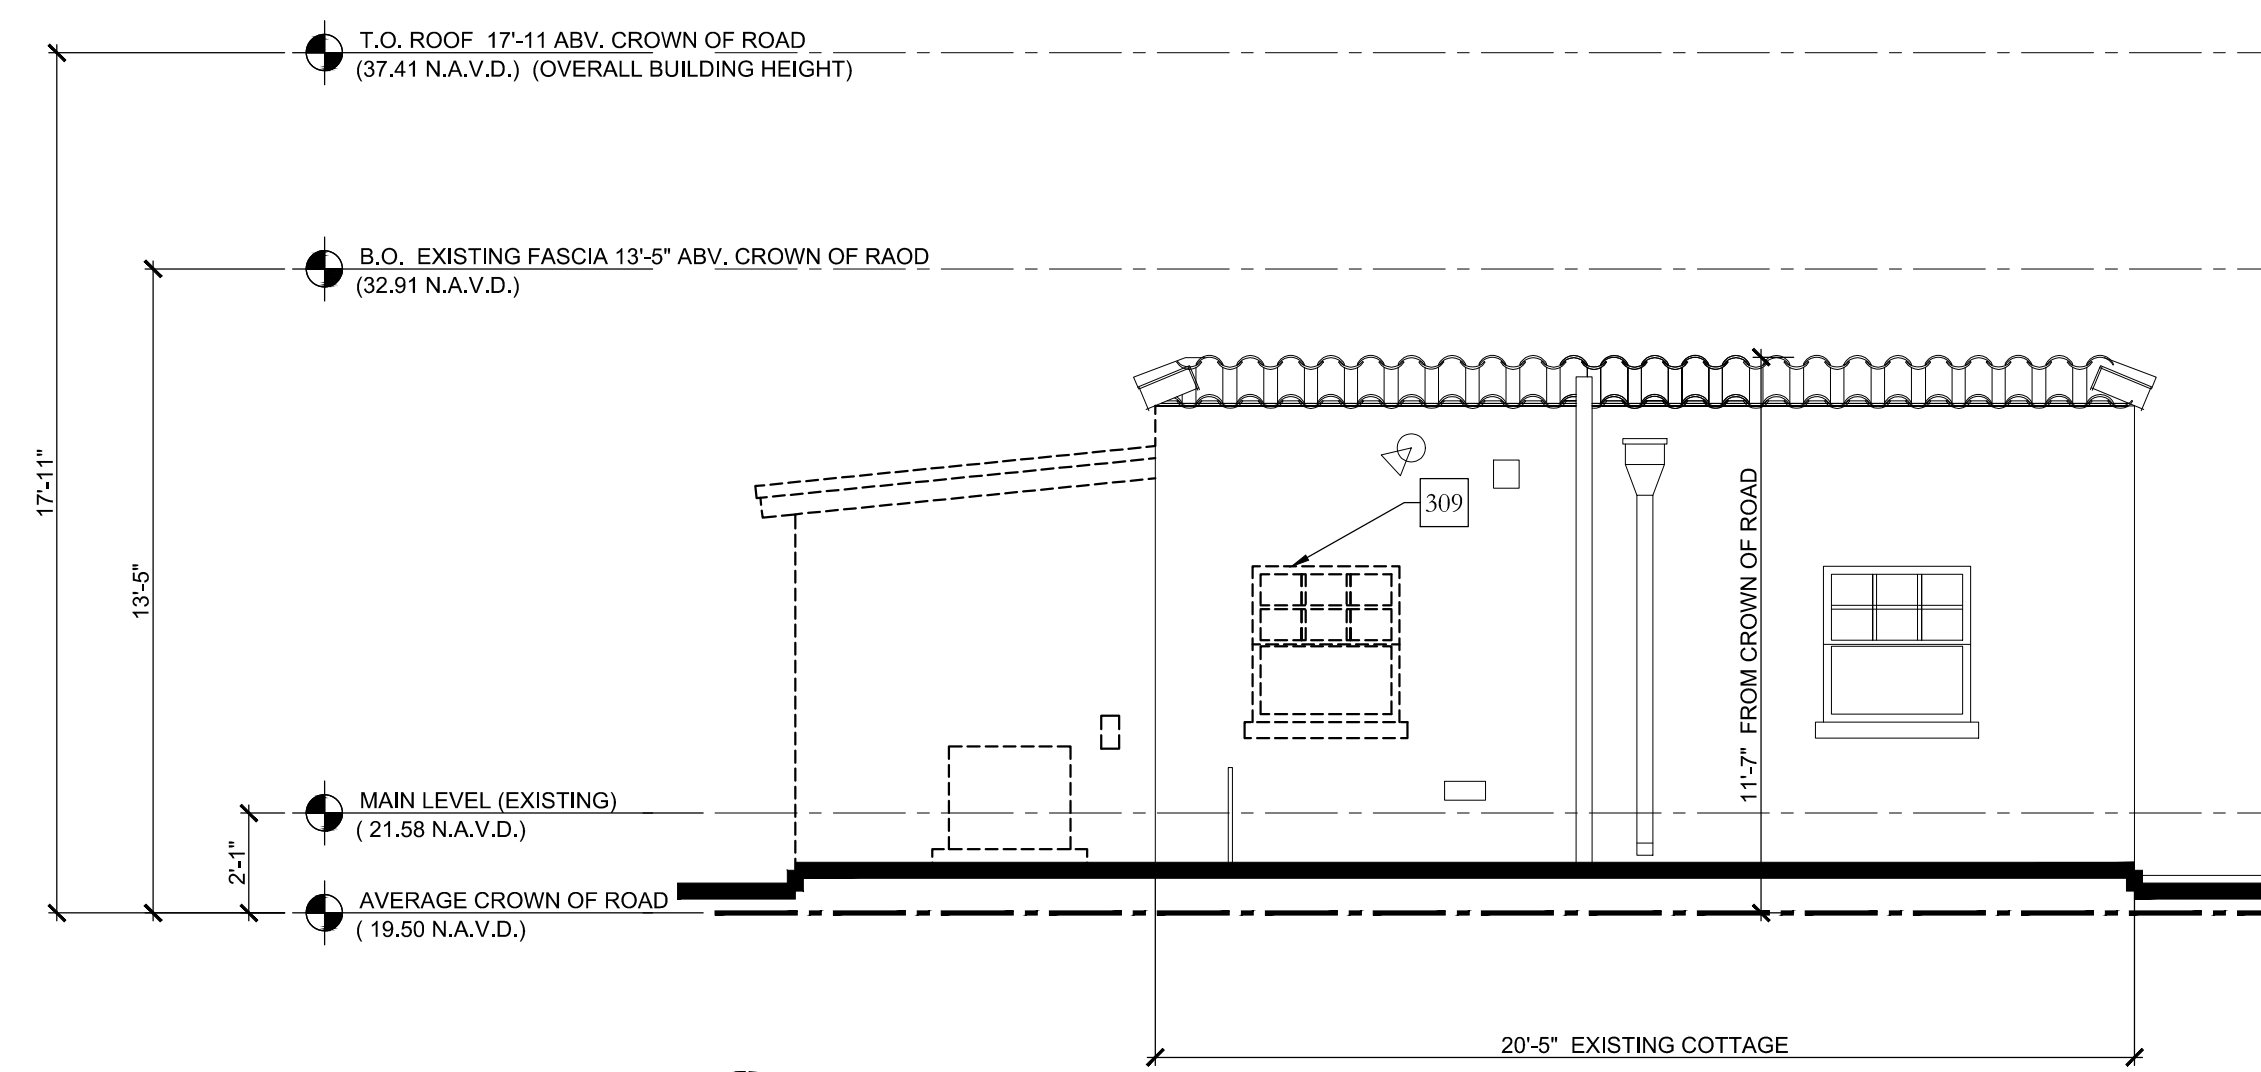 T.O. ROOF 17'-11 ABV. CROWN OF ROAD
(37.41 N.A.V.D.) (OVERALL BUILDING HEIGHT)
B.O. EXISTING FASCIA 13'-5" ABV. CROWN OF RAOD
(32.91 N.A.V.D.)
17'-11"
13'-5"
309
11'-7" FROM CROWN OF ROAD
MAIN LEVEL (EXISTING)
( 21.58 N.A.V.D.)
2'-1"
AVERAGE CROWN OF ROAD
( 19.50 N.A.V.D.)
20'-5" EXISTING COTTAGE